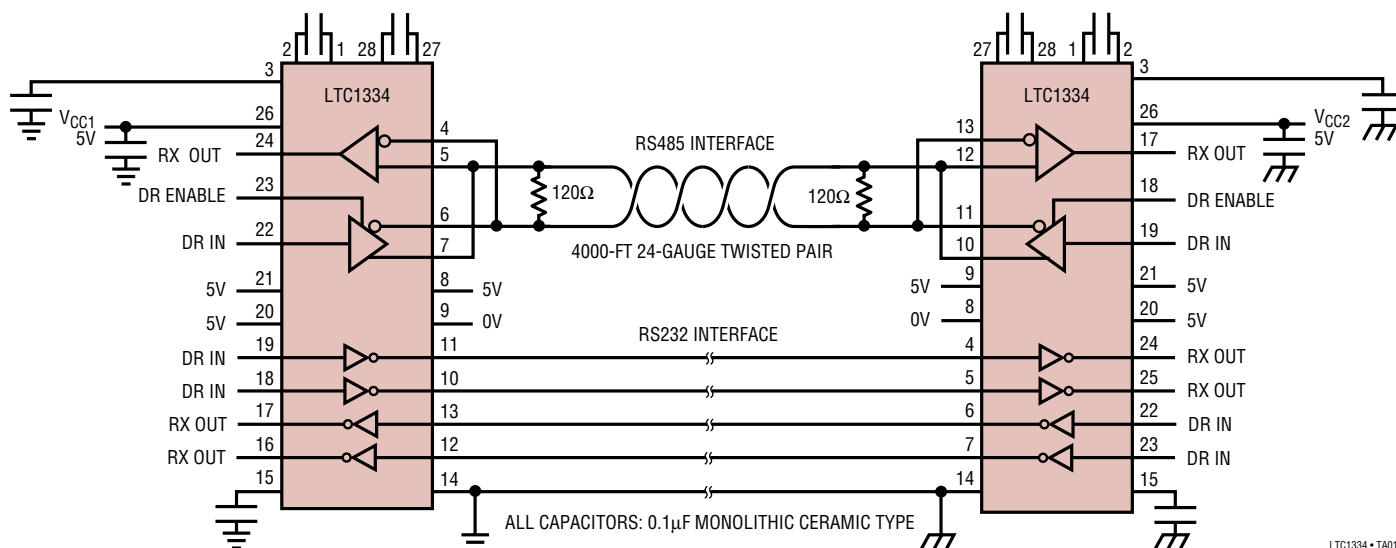 2 1 28 27 27 28 1 2
3 3
LTC1334 LTC1334
VCC1 5V 26 26 VCC2 5V
4 13
RX OUT 24 5 RS485 INTERFACE 12 17 RX OUT
DR ENABLE 23 120Ω 120Ω 18 DR ENABLE
6 11
DR IN 22 7 4000-FT 24-GAUGE TWISTED PAIR 10 19 DR IN
5V 21 8 5V 5V 9 21 5V
5V 20 9 0V 0V 8 20 5V
RS232 INTERFACE
DR IN 19 11 4 24 RX OUT
DR IN 18 10 5 25 RX OUT
RX OUT 17 13 6 22 DR IN
RX OUT 16 12 7 23 DR IN
15 14 14 15
ALL CAPACITORS: 0.1µF MONOLITHIC CERAMIC TYPE
LTC1334 • TA01